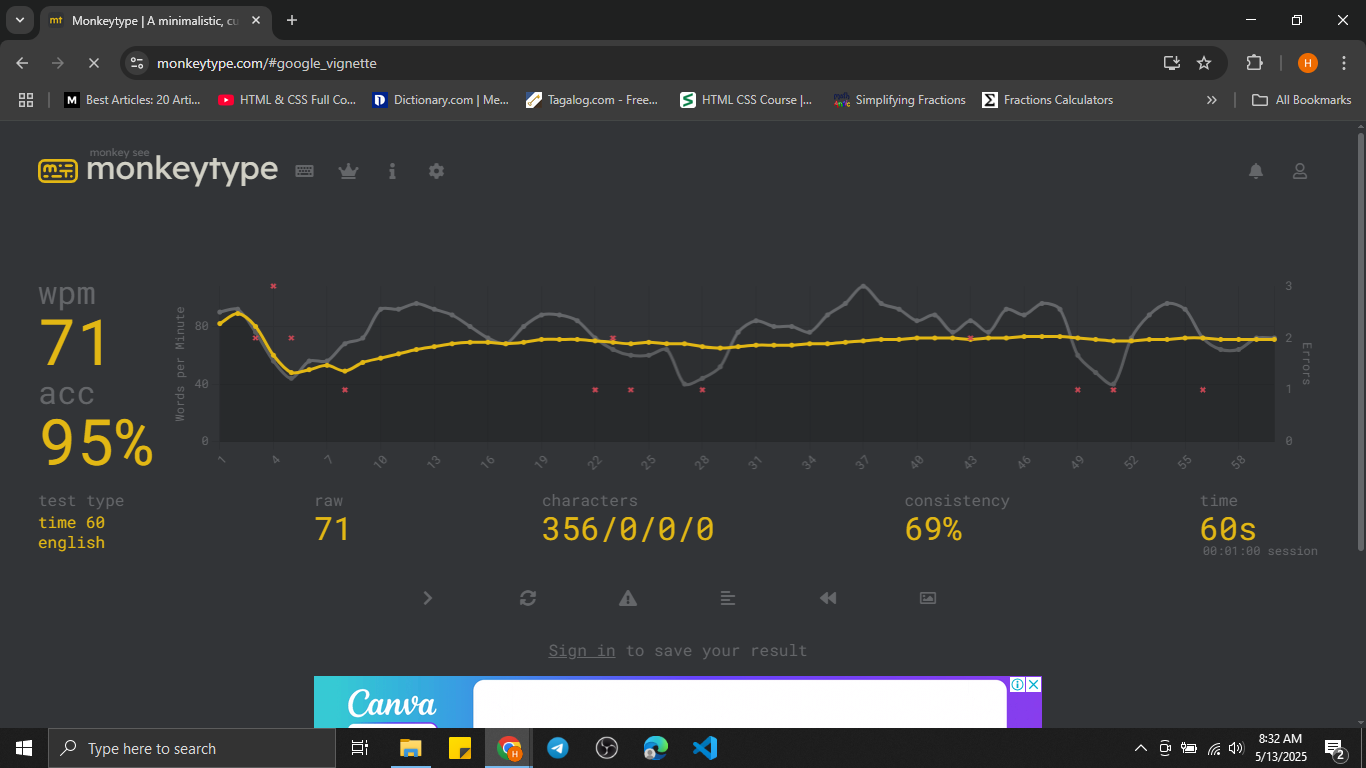 mt Monkeytype | A minimalistic, cu
monkeytype.com/#google_vignette
H
M Best Articles: 20 Arti...
HTML & CSS Full Co...
Dictionary.com | Me...
Tagalog.com - Free...
HTML CSS Course |...
Simplifying Fractions
Fractions Calculators
All Bookmarks
monkey see
monkeytype
wpm
71
acc
95%
Words per Minute
80
40
0
3
2
1
0
Errors
1 4 7 10 13 16 19 22 25 28 31 34 37 40 43 46 49 52 55 58
test type
time 60
english
raw
71
characters
356/0/0/0
consistency
69%
time
60s
00:01:00 session
Sign in to save your result
Canva
Type here to search
H
8:32 AM
5/13/2025
2